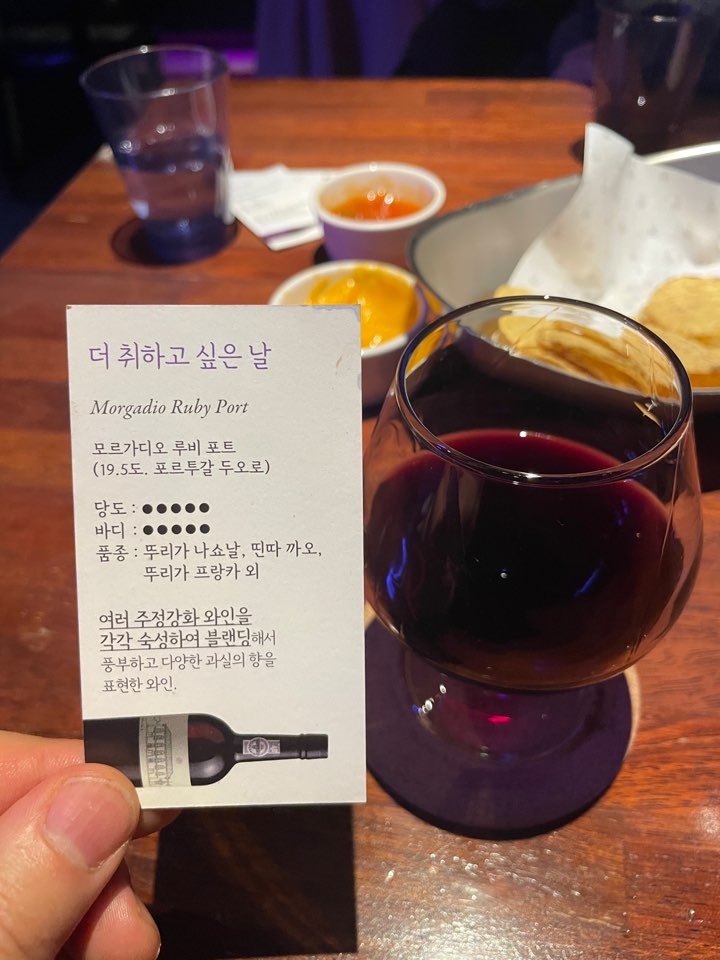 더 취하고 싶은 날
Morgadio Ruby Port
모르가디오 루비 포트
(19.5도. 포르투갈 두오로)
당도 : ●●●●●
바디 : ●●●●●
품종 : 뚜리가 나쇼날, 띤따 까오,
뚜리가 프랑카 외
여러 주정강화 와인을
각각 숙성하여 블랜딩해서
풍부하고 다양한 과실의 향을
표현한 와인.